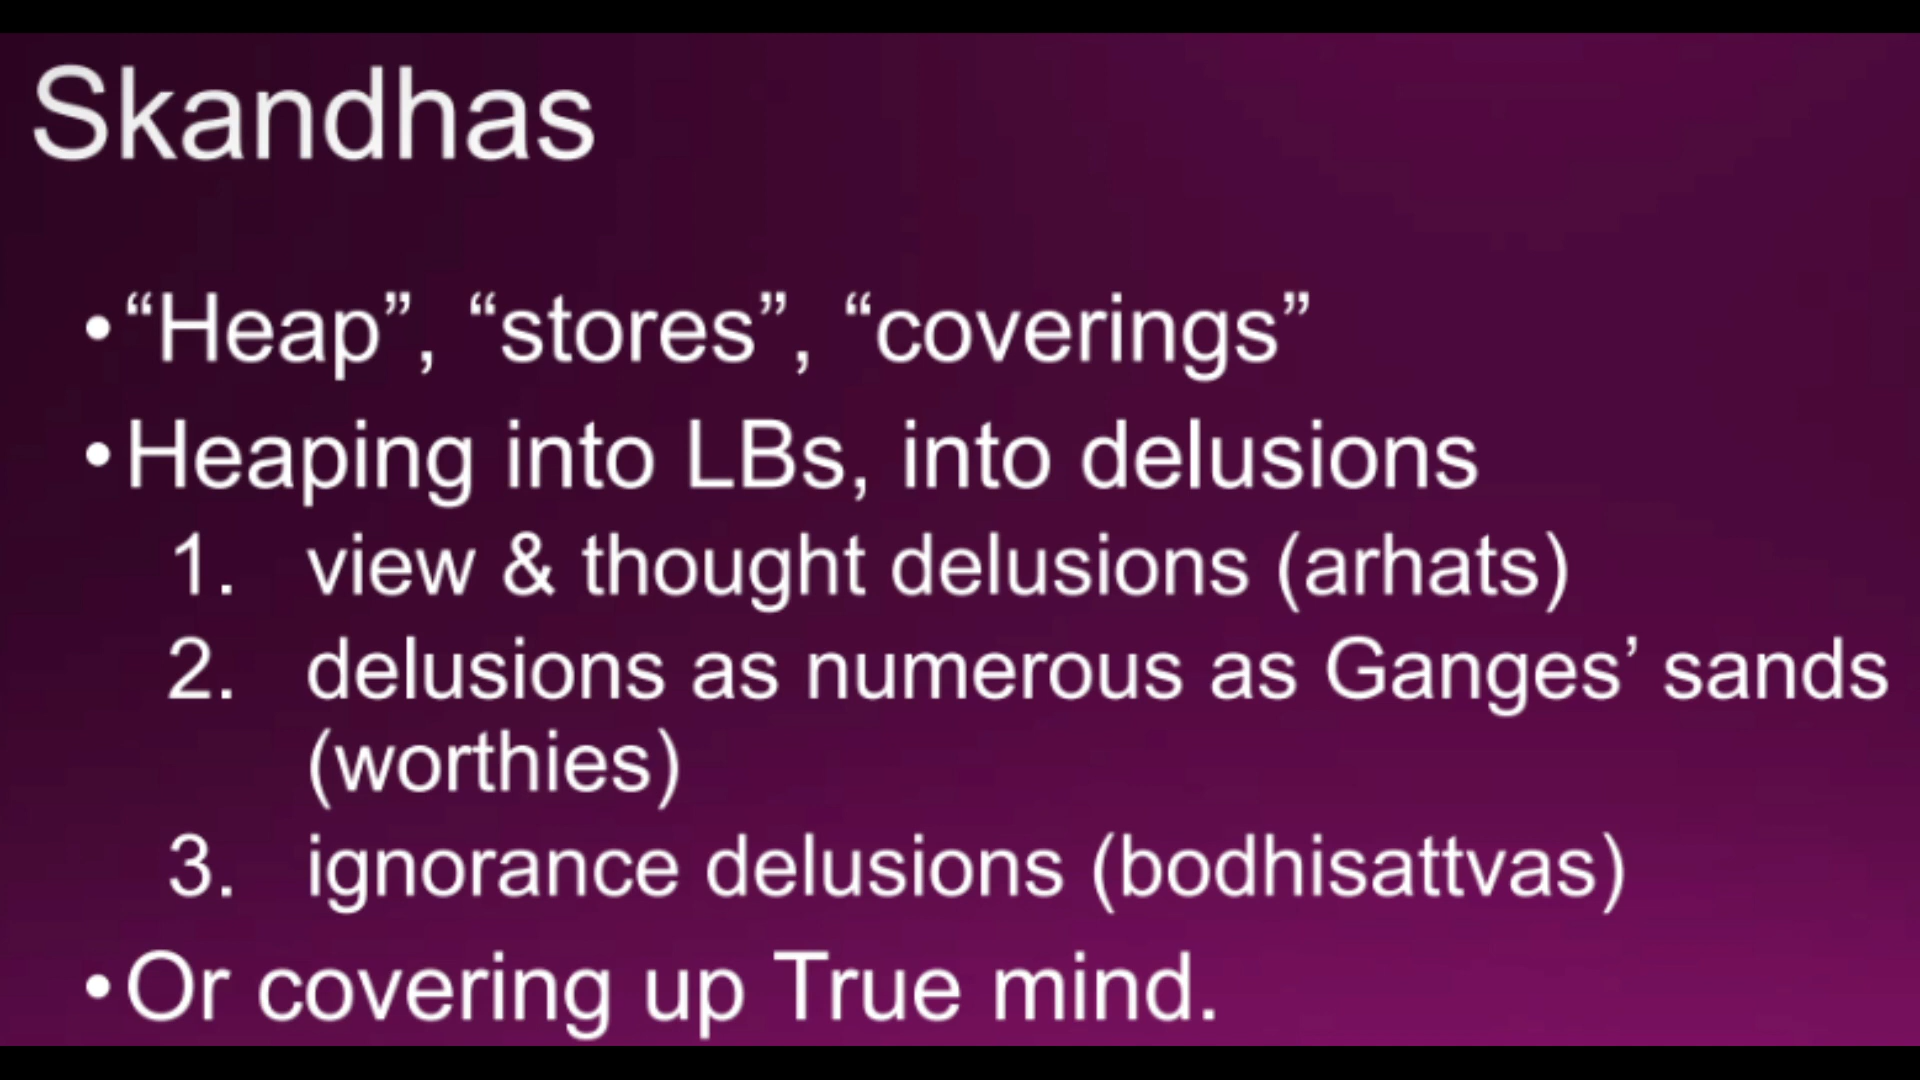 Skandhas
•“Heap”, “stores”, “coverings”
•Heaping into LBs, into delusions
1. view & thought delusions (arhats)
2. delusions as numerous as Ganges’ sands
(worthies)
3. ignorance delusions (bodhisattvas)
•Or covering up True mind.